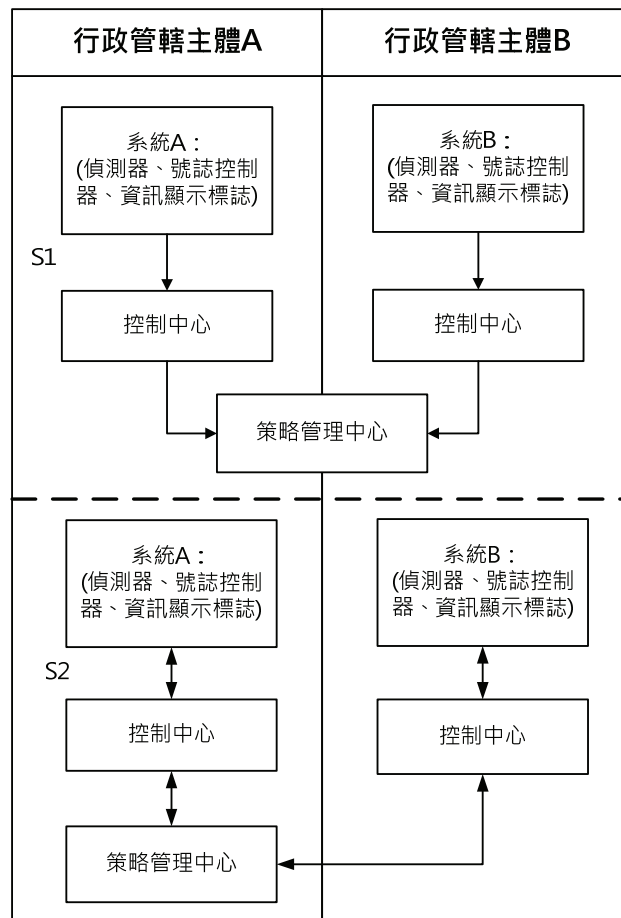 行政管轄主體A
行政管轄主體B
系統A：
(偵測器、號誌控制
器、資訊顯示標誌)
系統B：
(偵測器、號誌控制
器、資訊顯示標誌)
S1
控制中心
控制中心
策略管理中心
系統A：
(偵測器、號誌控制
器、資訊顯示標誌)
系統B：
(偵測器、號誌控制
器、資訊顯示標誌)
S2
控制中心
控制中心
策略管理中心